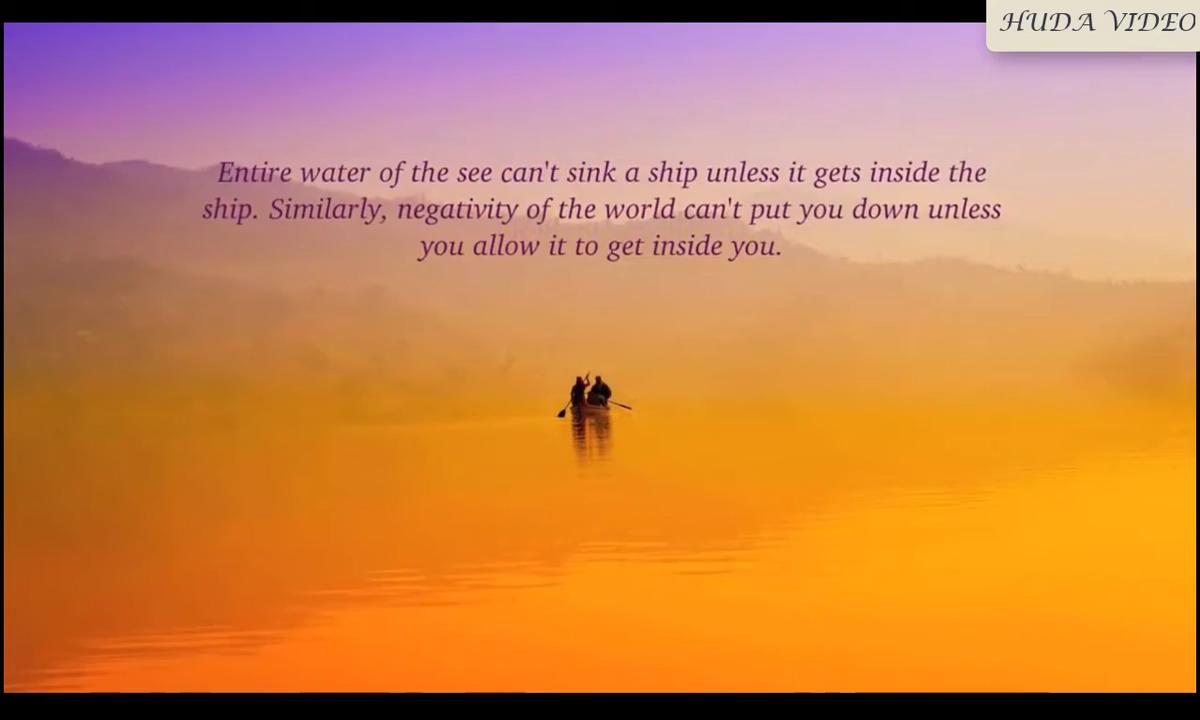 HUDA VIDEO
Entire water of the see can't sink a ship unless it gets inside the
ship. Similarly, negativity of the world can't put you down unless
you allow it to get inside you.